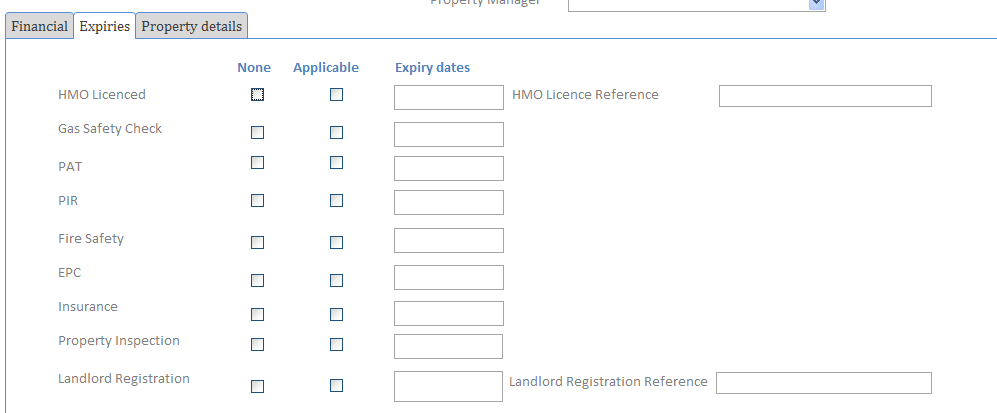 Property Manager
Financial Expiries Property details
None Applicable Expiry dates
HMO Licenced HMO Licence Reference
Gas Safety Check
PAT
PIR
Fire Safety
EPC
Insurance
Property Inspection
Landlord Registration Landlord Registration Reference